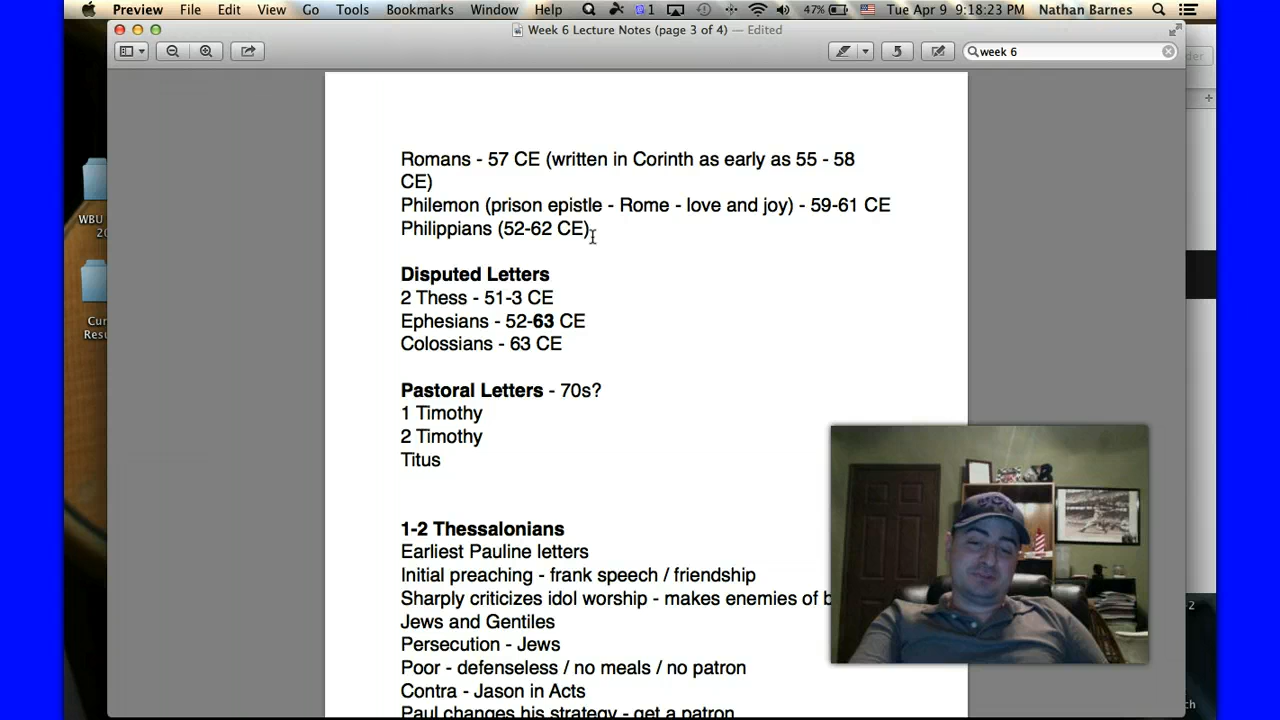 Preview File Edit View Go Tools Bookmarks Window Help 1 47% Tue Apr 9 9:18:23 PM Nathan Barnes
Week 6 Lecture Notes (page 3 of 4) — Edited
week 6
Romans - 57 CE (written in Corinth as early as 55 - 58
CE)
Philemon (prison epistle - Rome - love and joy) - 59-61 CE
Philippians (52-62 CE)
Disputed Letters
2 Thess - 51-3 CE
Ephesians - 52-63 CE
Colossians - 63 CE
Pastoral Letters - 70s?
1 Timothy
2 Timothy
Titus
1-2 Thessalonians
Earliest Pauline letters
Initial preaching - frank speech / friendship
Sharply criticizes idol worship - makes enemies of b
Jews and Gentiles
Persecution - Jews
Poor - defenseless / no meals / no patron
Contra - Jason in Acts
Paul changes his strategy - get a patron
WBU
20
Cur
Resu